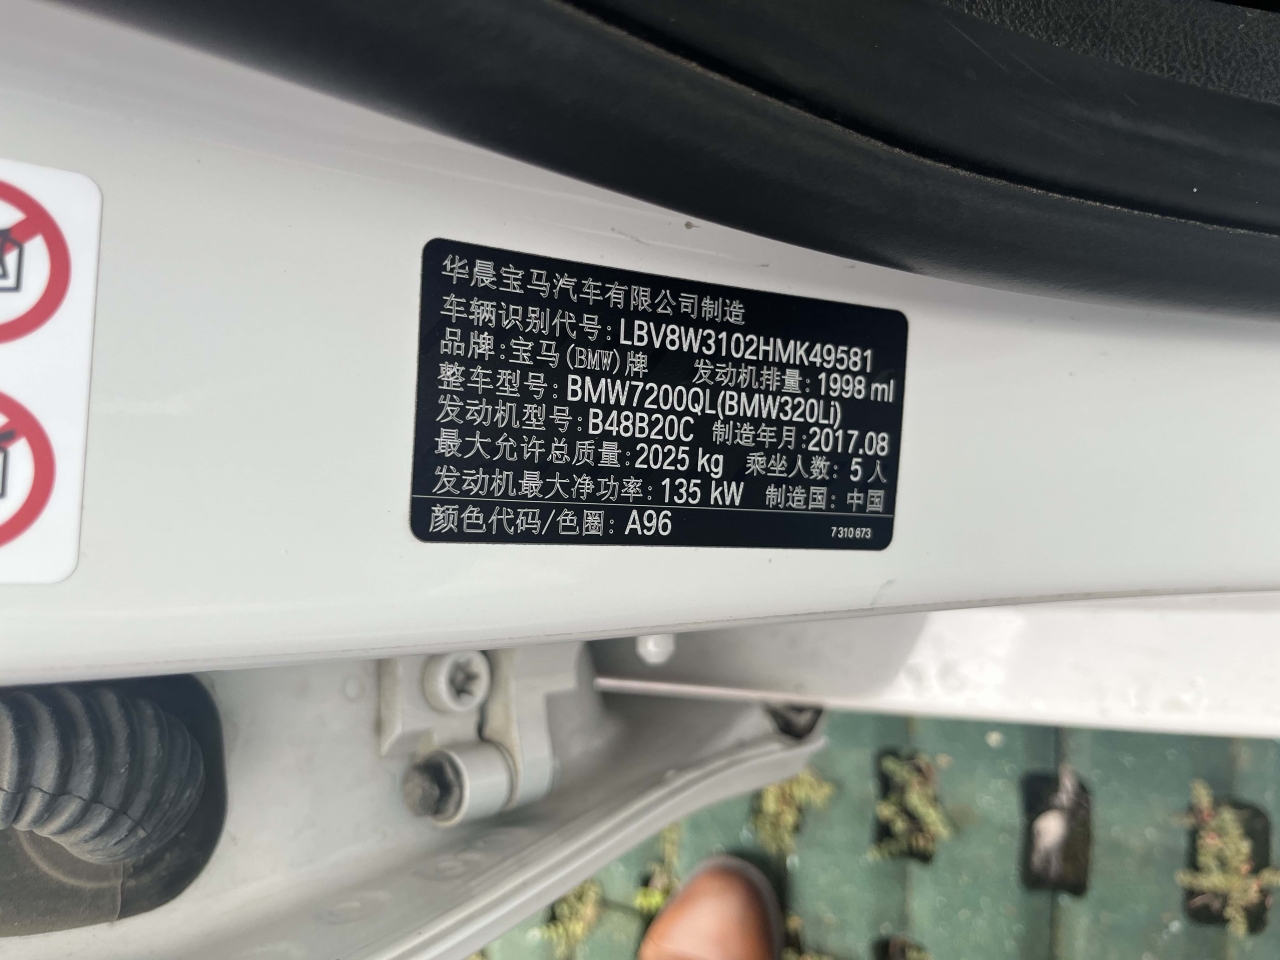 华晨宝马汽车有限公司制造
车辆识别代号: LBV8W3102HMK49581
品牌:宝马(BMW)牌 发动机排量: 1998 ml
整车型号: BMW7200QL(BMW320Li)
发动机型号: B48B20C 制造年月:2017.08
最大允许总质量: 2025 kg 乘坐人数: 5 人
发动机最大净功率: 135 kW 制造国: 中国
颜色代码/色圈: A96 7 310 673